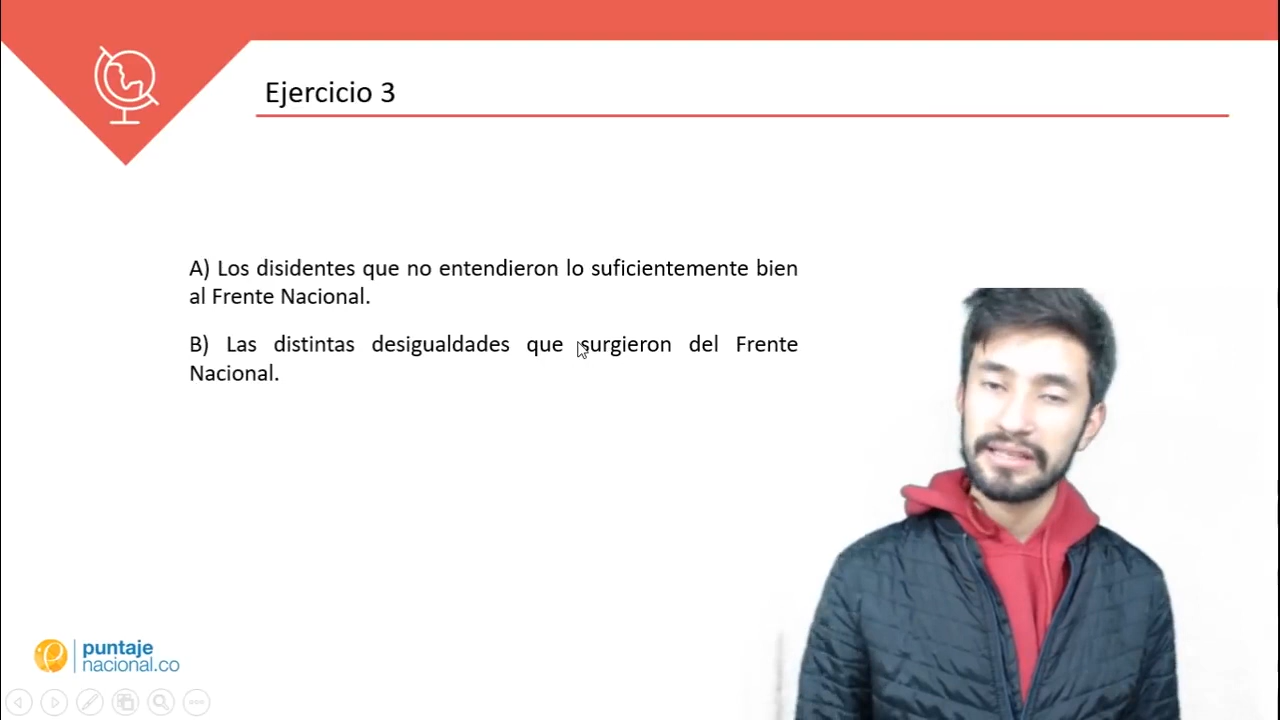 Ejercicio 3
A) Los disidentes que no entendieron lo suficientemente bien
al Frente Nacional.
B) Las distintas desigualdades que surgieron del Frente
Nacional.
puntaje
nacional.co